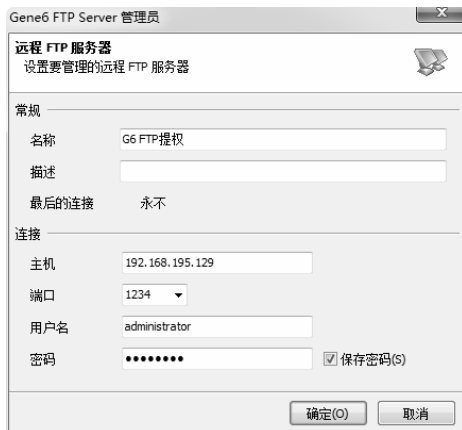 Gene6 FTP Server 管理员
远程 FTP 服务器
设置要管理的远程 FTP 服务器
常规
名称 G6 FTP提权
描述
最后的连接 永不
连接
主机 192.168.195.129
端口 1234
用户名 administrator
密码 ●●●●●●●● 保存密码(S)
确定(O) 取消